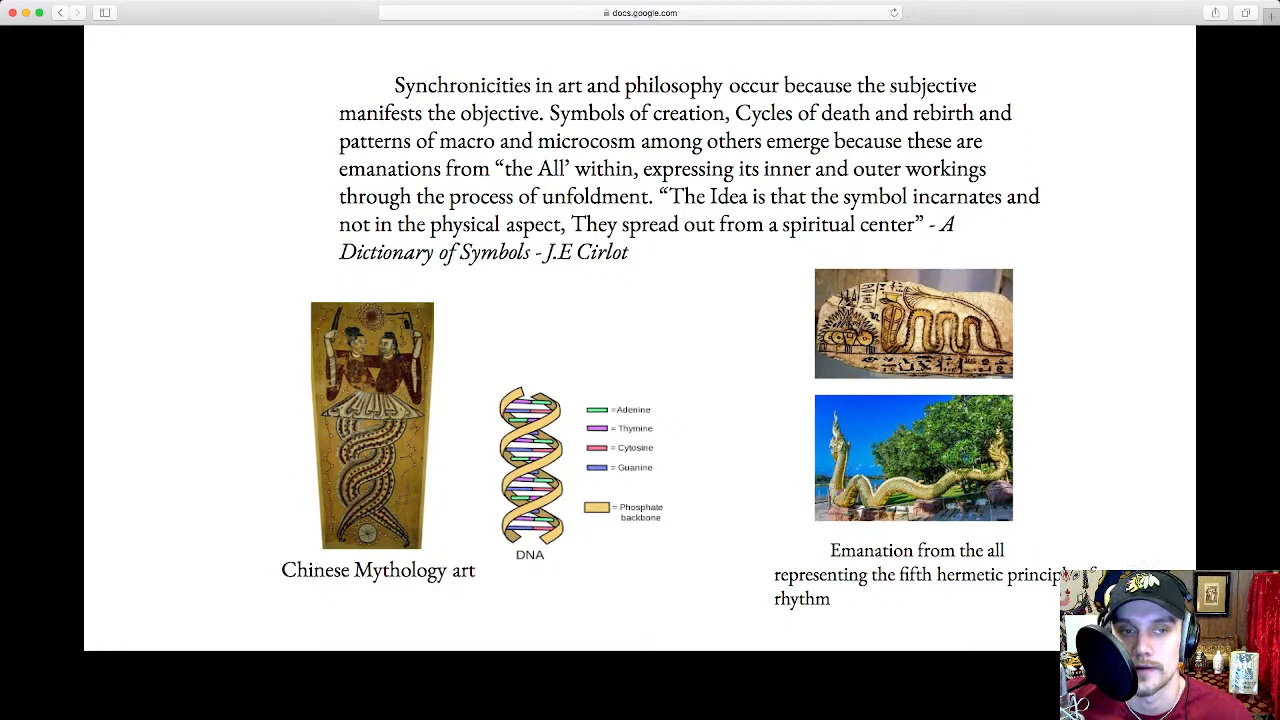 docs.google.com
Synchronicities in art and philosophy occur because the subjective
manifests the objective. Symbols of creation, Cycles of death and rebirth and
patterns of macro and microcosm among others emerge because these are
emanations from “the All’ within, expressing its inner and outer workings
through the process of unfoldment. “The Idea is that the symbol incarnates and
not in the physical aspect, They spread out from a spiritual center” - A
Dictionary of Symbols - J.E Cirlot
= Adenine
= Thymine
= Cytosine
= Guanine
= Phosphate
backbone
DNA
Chinese Mythology art
Emanation from the all
representing the fifth hermetic
rhythm